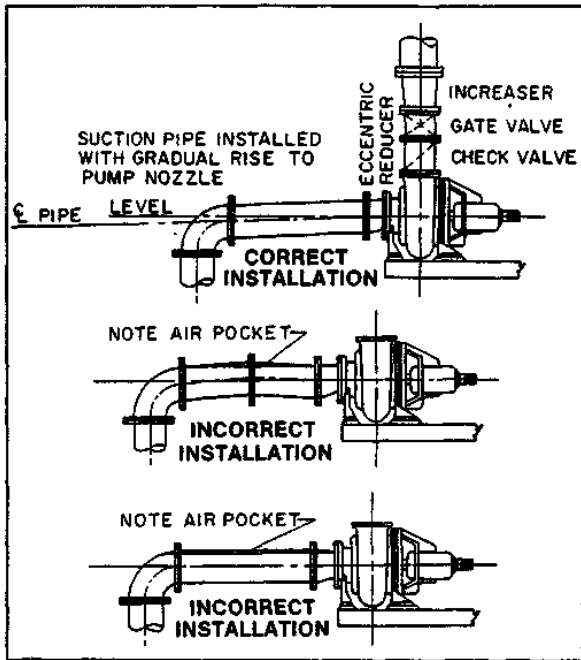 INCREASER
GATE VALVE
CHECK VALVE
ECCENTRIC
REDUCER
SUCTION PIPE INSTALLED
WITH GRADUAL RISE TO
PUMP NOZZLE
℄ PIPE
LEVEL
CORRECT
INSTALLATION
NOTE AIR POCKET
INCORRECT
INSTALLATION
NOTE AIR POCKET
INCORRECT
INSTALLATION